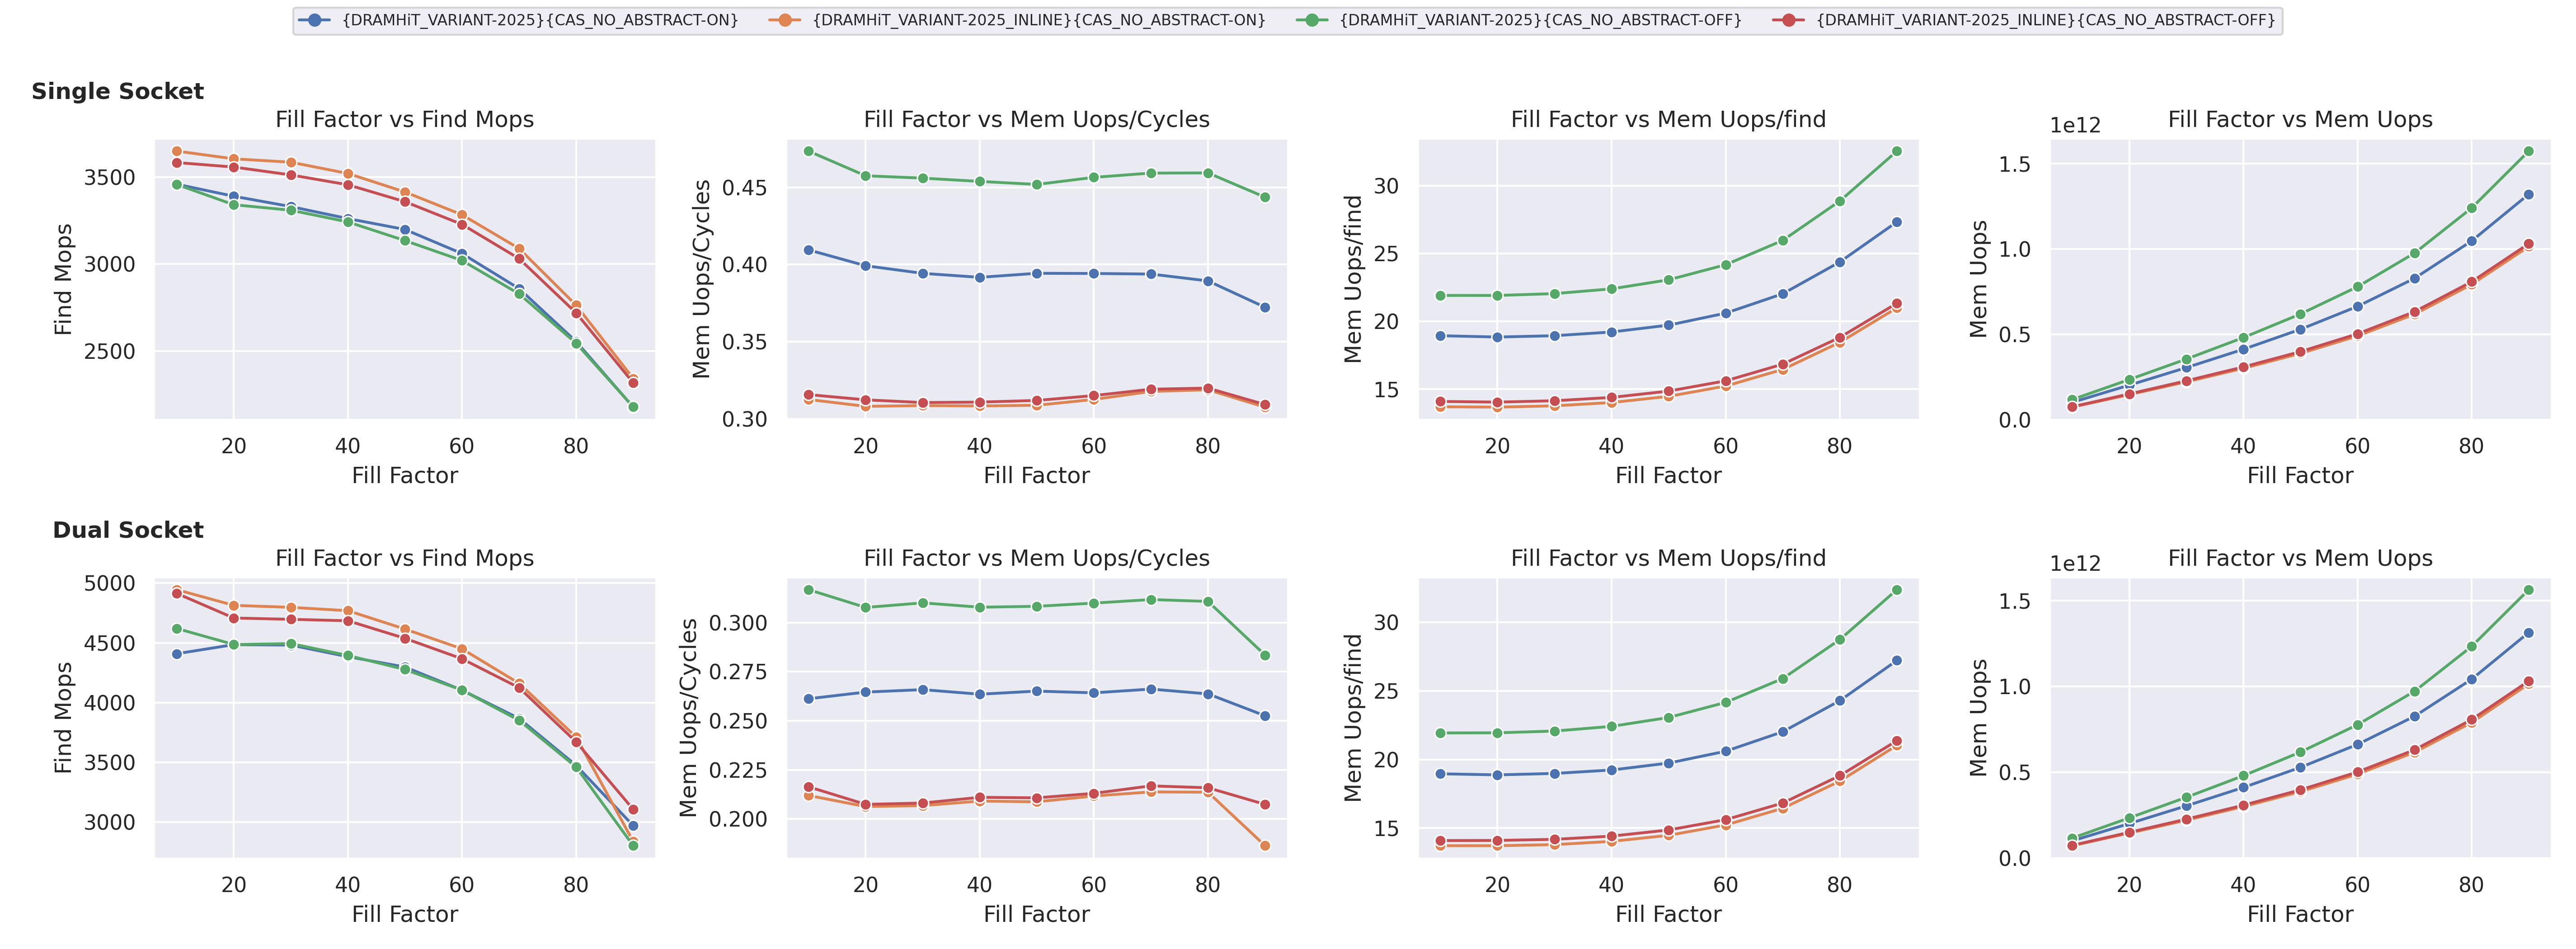 {DRAMHiT_VARIANT-2025}{CAS_NO_ABSTRACT-ON} {DRAMHiT_VARIANT-2025_INLINE}{CAS_NO_ABSTRACT-ON} {DRAMHiT_VARIANT-2025}{CAS_NO_ABSTRACT-OFF} {DRAMHiT_VARIANT-2025_INLINE}{CAS_NO_ABSTRACT-OFF}
Single Socket
Fill Factor vs Find Mops
Find Mops
3500
3000
2500
20 40 60 80
Fill Factor
Fill Factor vs Mem Uops/Cycles
Mem Uops/Cycles
0.45
0.40
0.35
0.30
20 40 60 80
Fill Factor
Fill Factor vs Mem Uops/find
Mem Uops/find
30
25
20
15
20 40 60 80
Fill Factor
1e12
Fill Factor vs Mem Uops
Mem Uops
1.5
1.0
0.5
0.0
20 40 60 80
Fill Factor
Dual Socket
Fill Factor vs Find Mops
Find Mops
5000
4500
4000
3500
3000
20 40 60 80
Fill Factor
Fill Factor vs Mem Uops/Cycles
Mem Uops/Cycles
0.300
0.275
0.250
0.225
0.200
20 40 60 80
Fill Factor
Fill Factor vs Mem Uops/find
Mem Uops/find
30
25
20
15
20 40 60 80
Fill Factor
1e12
Fill Factor vs Mem Uops
Mem Uops
1.5
1.0
0.5
0.0
20 40 60 80
Fill Factor